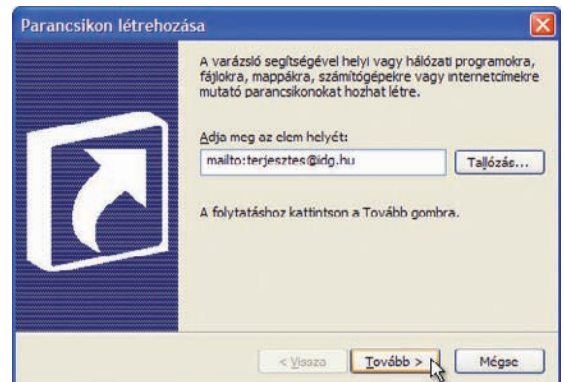 Parancsikon létrehozása
A varázsló segítségével helyi vagy hálózati programokra,
fájlokra, mappákra, számítógépekre vagy internetcímekre
mutató parancsikonokat hozhat létre.
Adja meg az elem helyét:
mailto:terjesztes@idg.hu
Tallózás...
A folytatáshoz kattintson a Tovább gombra.
< Vissza
Tovább >
Mégse